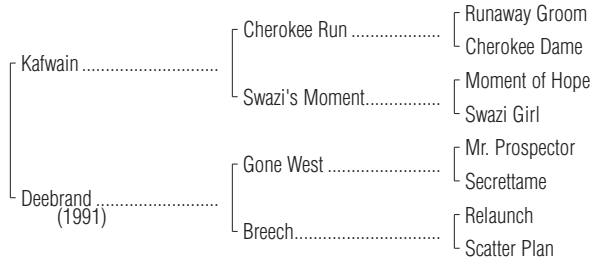 Runaway Groom
Cherokee Run ...................
Cherokee Dame
Kafwain .............................
Moment of Hope
Swazi's Moment................
Swazi Girl
Mr. Prospector
Gone West ........................
Secrettame
Deebrand ..........................
(1991)
Relaunch
Breech...............................
Scatter Plan